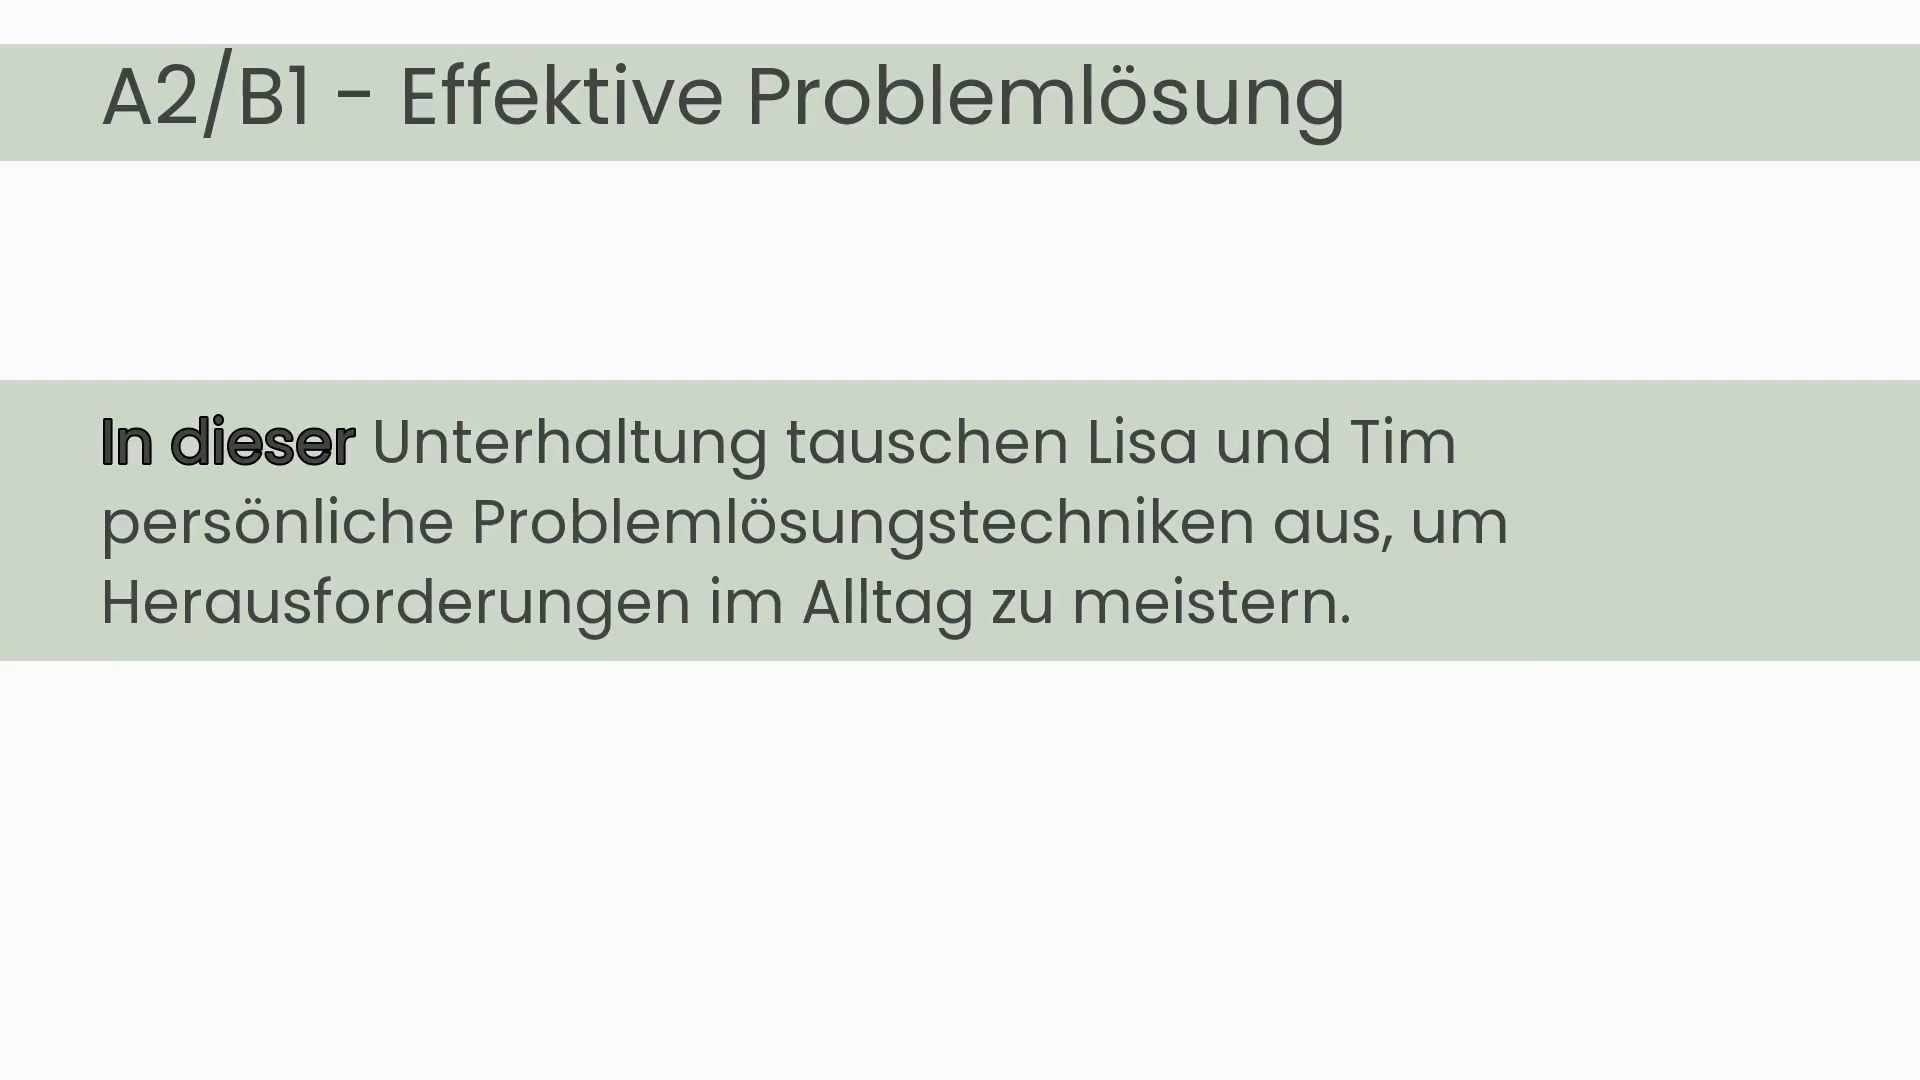 A2/B1 - Effektive Problemlösung
In dieser Unterhaltung tauschen Lisa und Tim
persönliche Problemlösungstechniken aus, um
Herausforderungen im Alltag zu meistern.